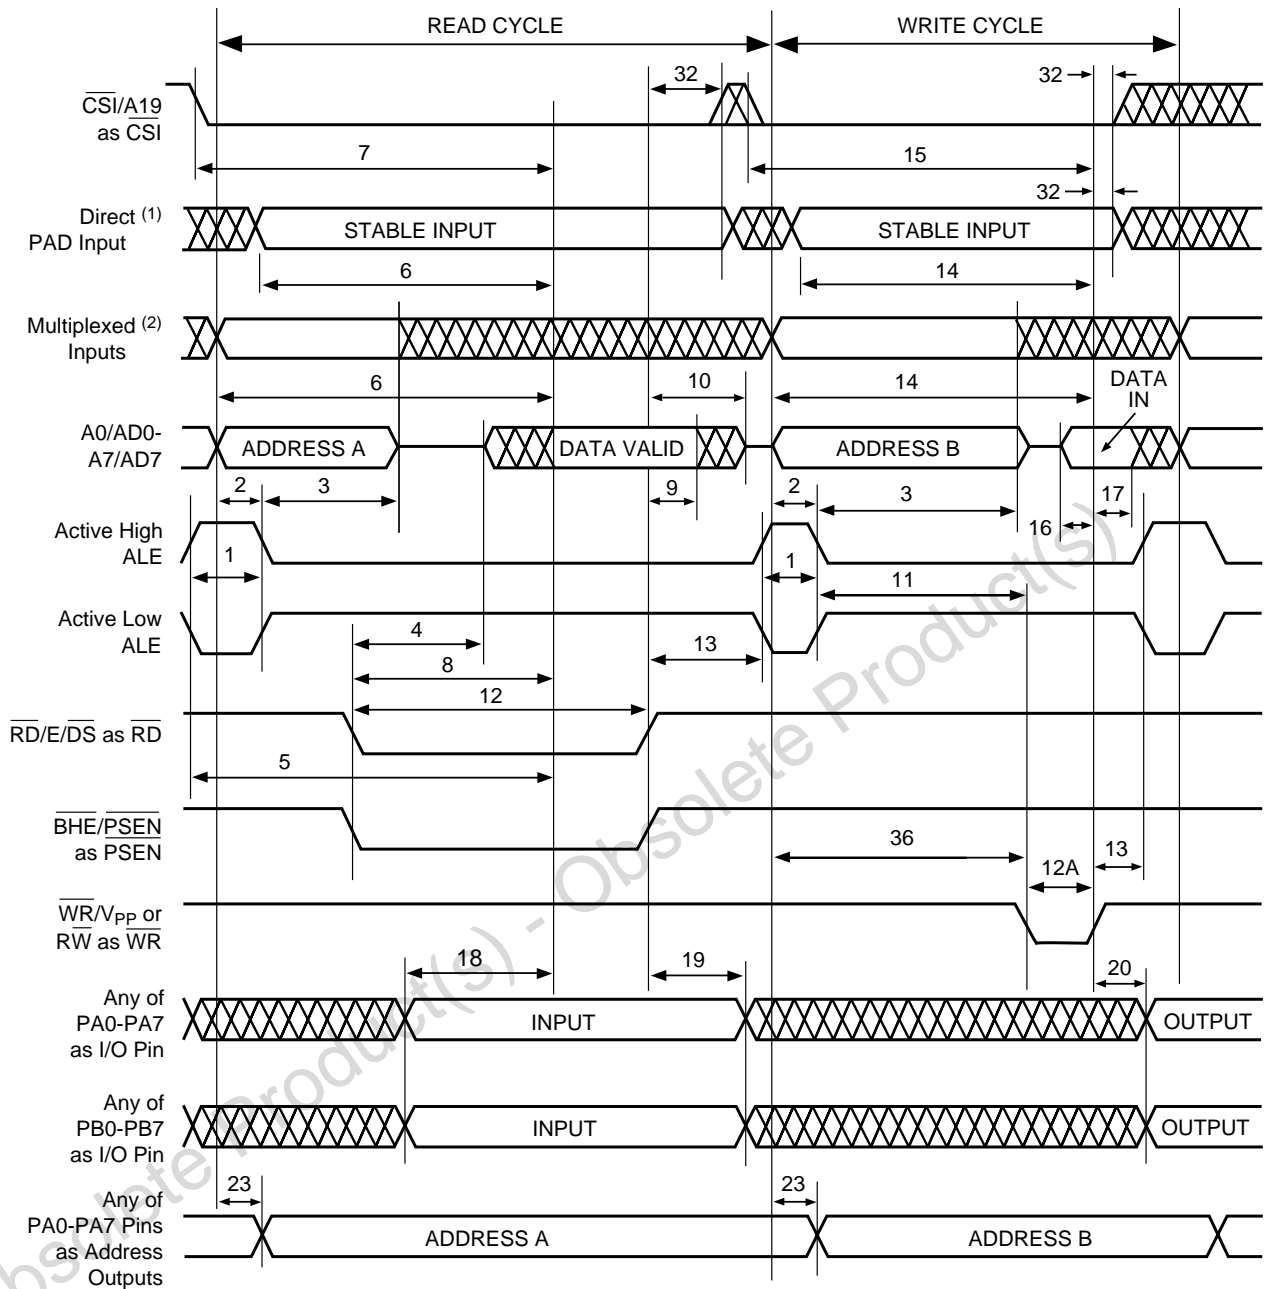 READ CYCLE
WRITE CYCLE
CSI/A19
as CSI
32
32
7
15
Direct (1)
PAD Input
STABLE INPUT
STABLE INPUT
32
6
14
Multiplexed (2)
Inputs
6
10
14
DATA
IN
A0/AD0-
A7/AD7
ADDRESS A
DATA VALID
ADDRESS B
2
3
9
2
3
16
17
Active High
ALE
1
1
11
Active Low
ALE
4
13
8
12
RD/E/DS as RD
5
BHE/PSEN
as PSEN
36
12A
13
WR/VPP or
RW as WR
18
19
20
Any of
PA0-PA7
as I/O Pin
INPUT
OUTPUT
Any of
PB0-PB7
as I/O Pin
INPUT
OUTPUT
23
23
Any of
PA0-PA7 Pins
as Address
Outputs
ADDRESS A
ADDRESS B
Obsolete Product(s) - Obsolete Product(s)